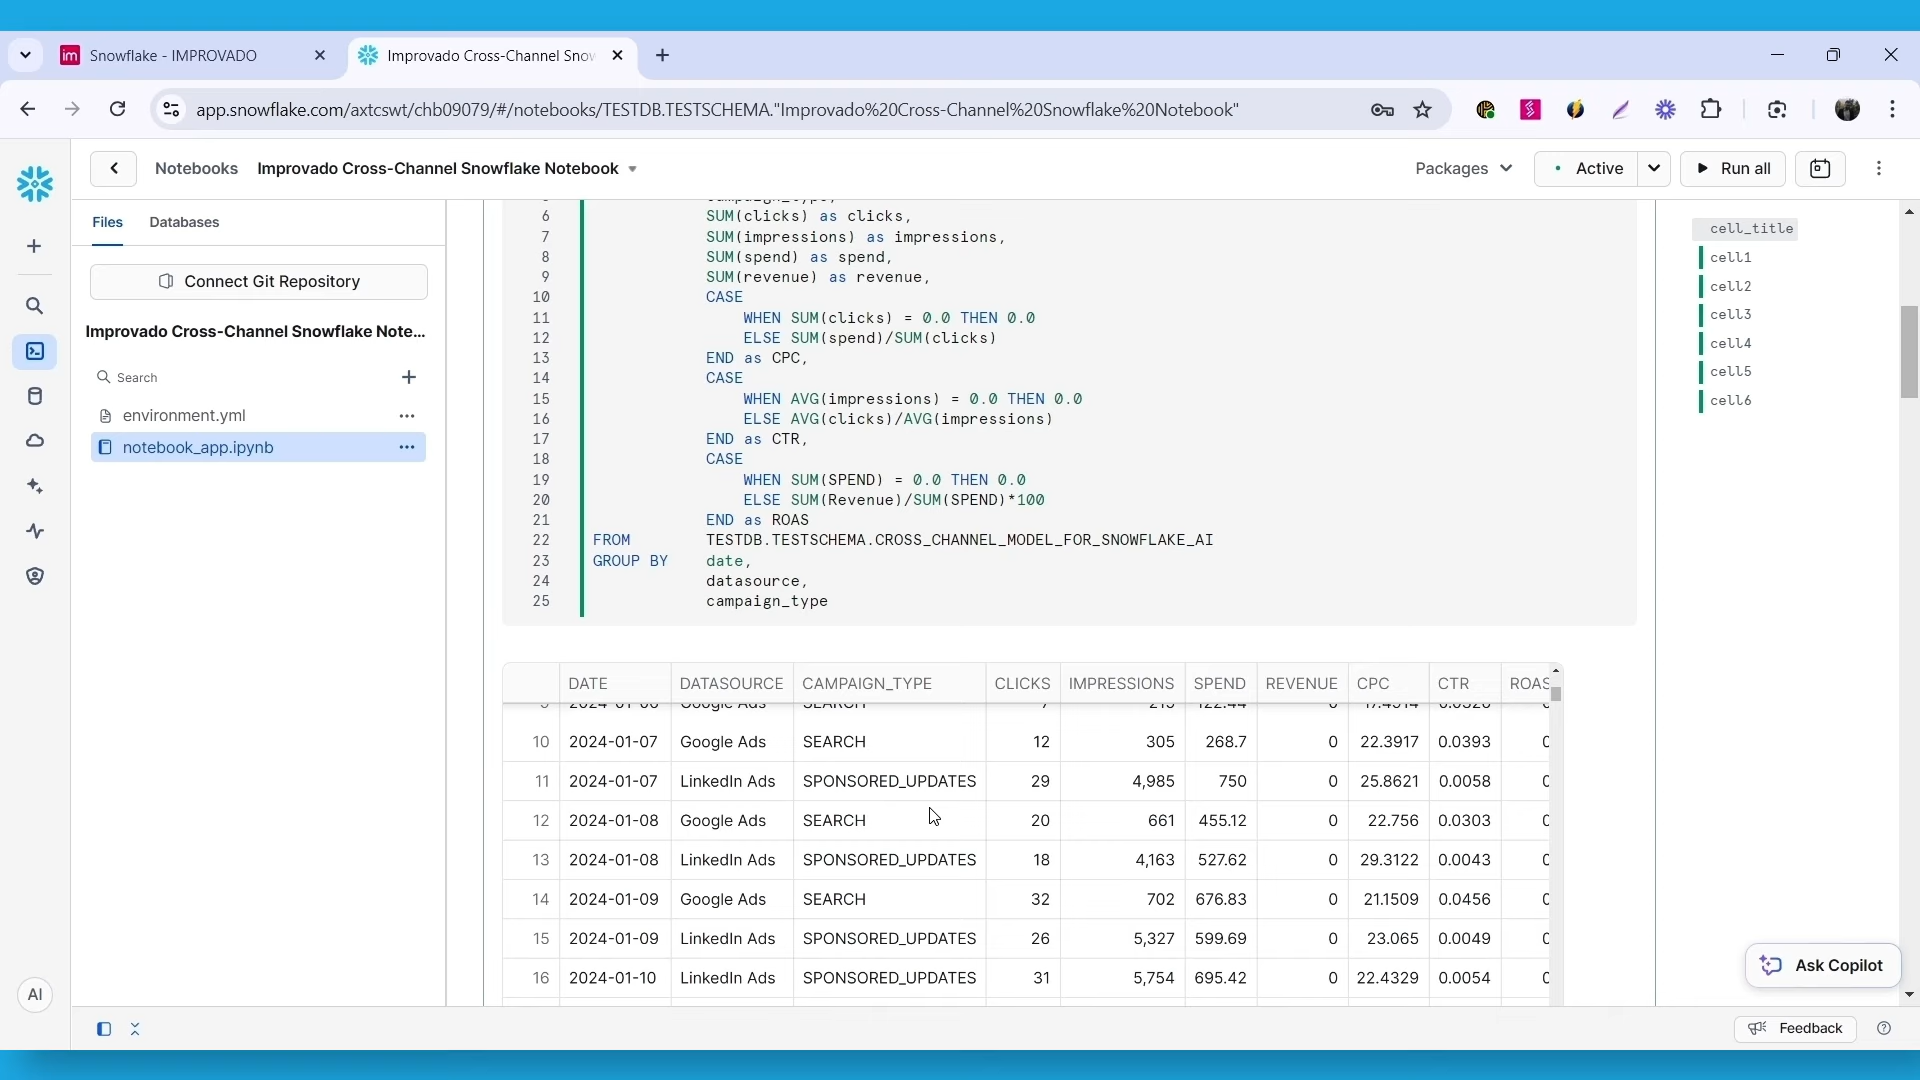 im Snowflake - IMPROVADO
Improvado Cross-Channel Snow
app.snowflake.com/axtcswt/chb09079/#/notebooks/TESTDB.TESTSCHEMA."Improvado%20Cross-Channel%20Snowflake%20Notebook"
Notebooks Improvado Cross-Channel Snowflake Notebook
Packages Active Run all
Files Databases
Connect Git Repository
Improvado Cross-Channel Snowflake Note...
Search
environment.yml
notebook_app.ipynb
AI
6 SUM(clicks) as clicks,
7 SUM(impressions) as impressions,
8 SUM(spend) as spend,
9 SUM(revenue) as revenue,
10 CASE
11 WHEN SUM(clicks) = 0.0 THEN 0.0
12 ELSE SUM(spend)/SUM(clicks)
13 END as CPC,
14 CASE
15 WHEN AVG(impressions) = 0.0 THEN 0.0
16 ELSE AVG(clicks)/AVG(impressions)
17 END as CTR,
18 CASE
19 WHEN SUM(SPEND) = 0.0 THEN 0.0
20 ELSE SUM(Revenue)/SUM(SPEND)*100
21 END as ROAS
22 FROM TESTDB.TESTSCHEMA.CROSS_CHANNEL_MODEL_FOR_SNOWFLAKE_AI
23 GROUP BY date,
24 datasource,
25 campaign_type
DATE DATASOURCE CAMPAIGN_TYPE CLICKS IMPRESSIONS SPEND REVENUE CPC CTR ROAS
10 2024-01-07 Google Ads SEARCH 12 305 268.7 0 22.3917 0.0393 0
11 2024-01-07 LinkedIn Ads SPONSORED_UPDATES 29 4,985 750 0 25.8621 0.0058 0
12 2024-01-08 Google Ads SEARCH 20 661 455.12 0 22.756 0.0303 0
13 2024-01-08 LinkedIn Ads SPONSORED_UPDATES 18 4,163 527.62 0 29.3122 0.0043 0
14 2024-01-09 Google Ads SEARCH 32 702 676.83 0 21.1509 0.0456 0
15 2024-01-09 LinkedIn Ads SPONSORED_UPDATES 26 5,327 599.69 0 23.065 0.0049 0
16 2024-01-10 LinkedIn Ads SPONSORED_UPDATES 31 5,754 695.42 0 22.4329 0.0054 0
cell_title
cell1
cell2
cell3
cell4
cell5
cell6
Ask Copilot
Feedback